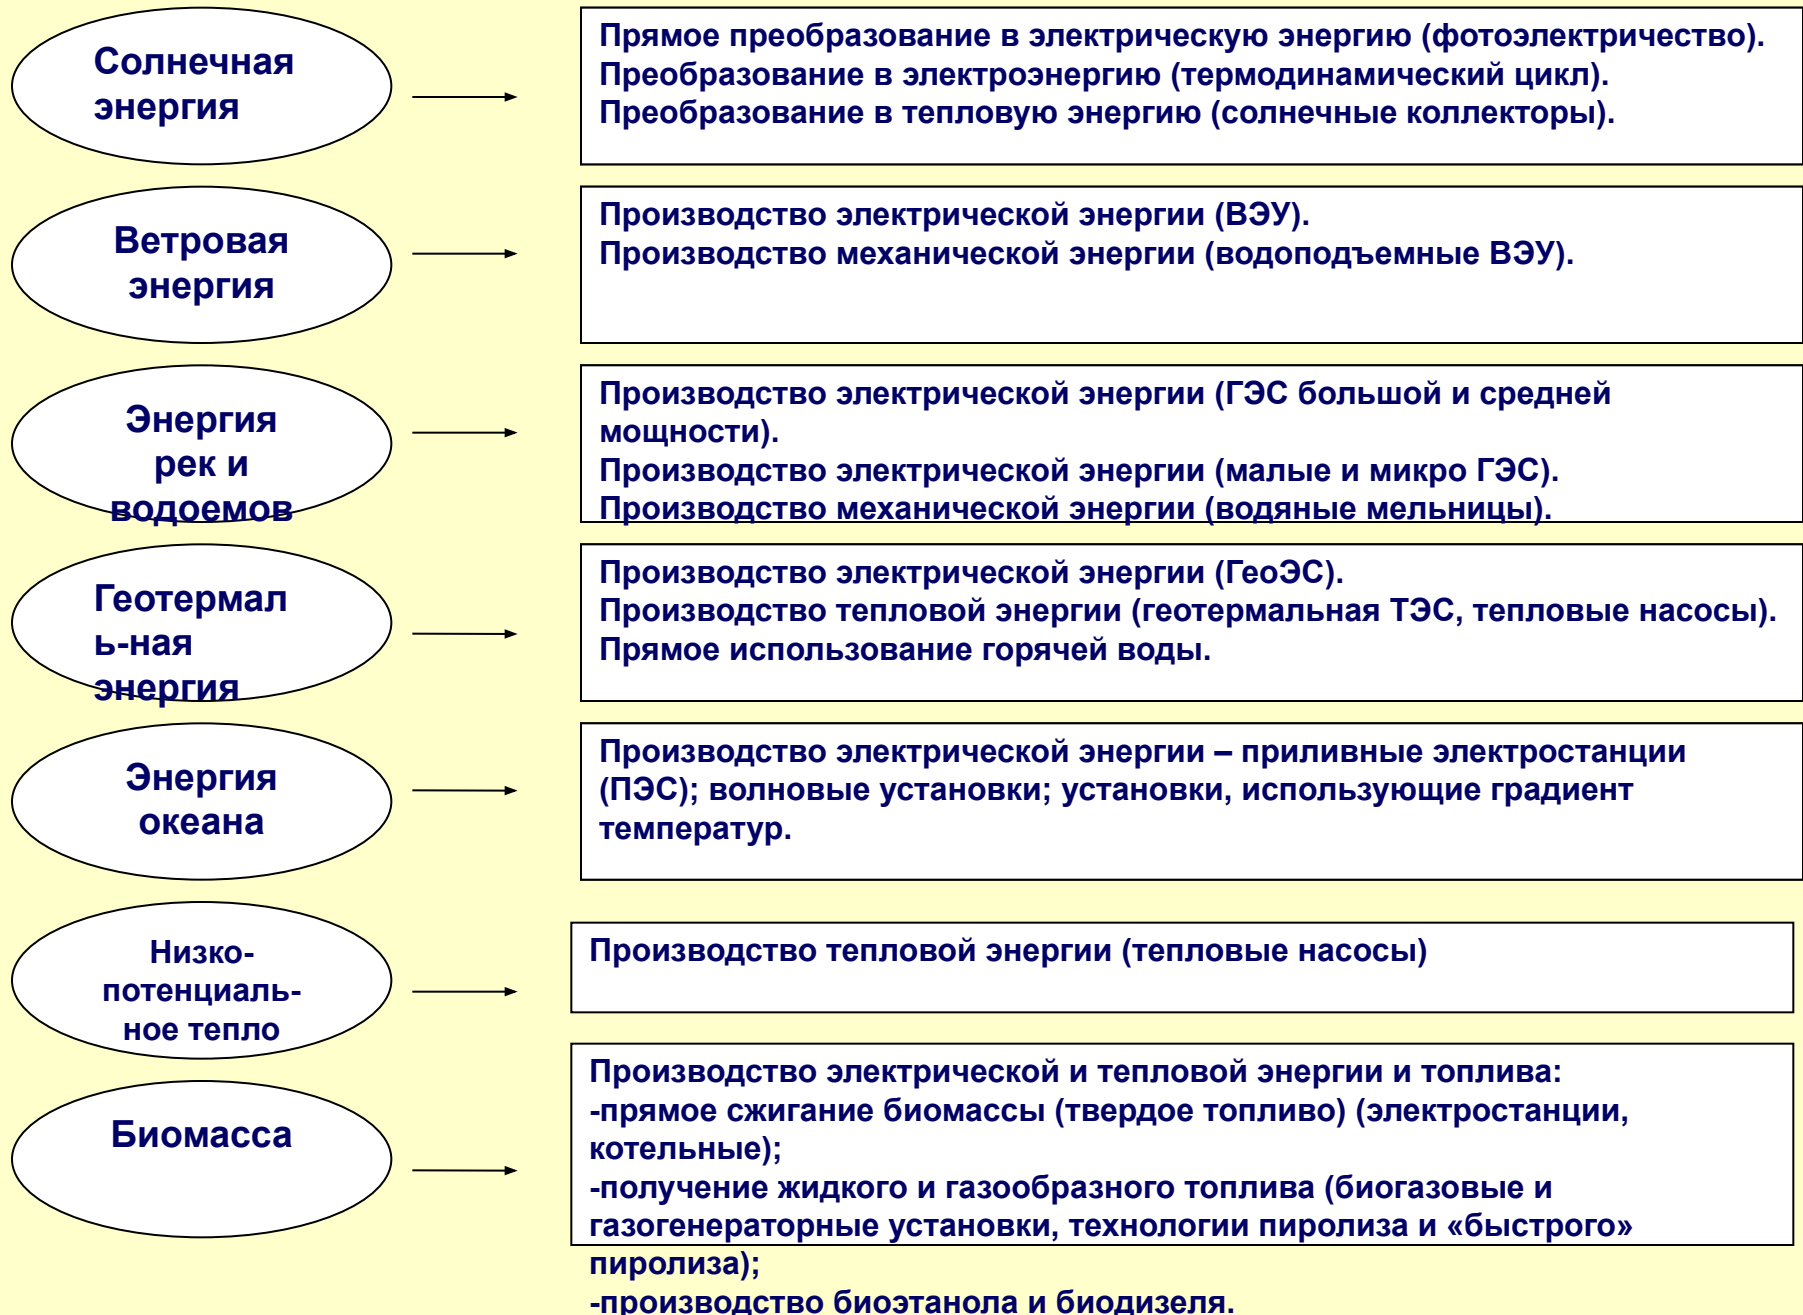 Солнечная
энергия
Прямое преобразование в электрическую энергию (фотоэлектричество).
Преобразование в электроэнергию (термодинамический цикл).
Преобразование в тепловую энергию (солнечные коллекторы).
Ветровая
энергия
Производство электрической энергии (ВЭУ).
Производство механической энергии (водоподъемные ВЭУ).
Энергия
рек и
водоемов
Производство электрической энергии (ГЭС большой и средней
мощности).
Производство электрической энергии (малые и микро ГЭС).
Производство механической энергии (водяные мельницы).
Геотермал
ь-ная
энергия
Производство электрической энергии (ГеоЭС).
Производство тепловой энергии (геотермальная ТЭС, тепловые насосы).
Прямое использование горячей воды.
Энергия
океана
Производство электрической энергии – приливные электростанции
(ПЭС); волновые установки; установки, использующие градиент
температур.
Низко-
потенциаль-
ное тепло
Производство тепловой энергии (тепловые насосы)
Биомасса
Производство электрической и тепловой энергии и топлива:
-прямое сжигание биомассы (твердое топливо) (электростанции,
котельные);
-получение жидкого и газообразного топлива (биогазовые и
газогенераторные установки, технологии пиролиза и «быстрого»
пиролиза);
-производство биоэтанола и биодизеля.